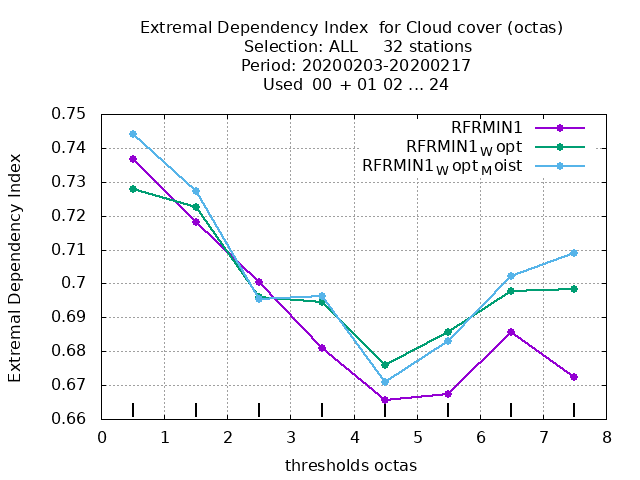 Extremal Dependency Index  for Cloud cover (octas)
Selection: ALL     32 stations
Period: 20200203-20200217
Used  00 + 01 02 ... 24
RFRMIN1
RFRMIN1_W opt
RFRMIN1_W opt_M oist
Extremal Dependency Index
0.75
0.74
0.73
0.72
0.71
0.7
0.69
0.68
0.67
0.66
0 1 2 3 4 5 6 7 8
thresholds octas